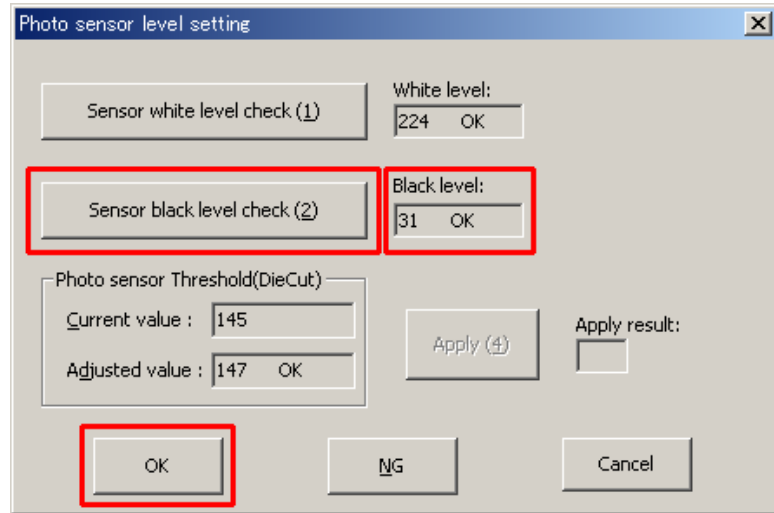 Photo sensor level setting
Sensor white level check (1)
White level:
224 OK
Sensor black level check (2)
Black level:
31 OK
Photo sensor Threshold(DieCut)
Current value : 145
Adjusted value : 147 OK
Apply (4)
Apply result:
OK
NG
Cancel